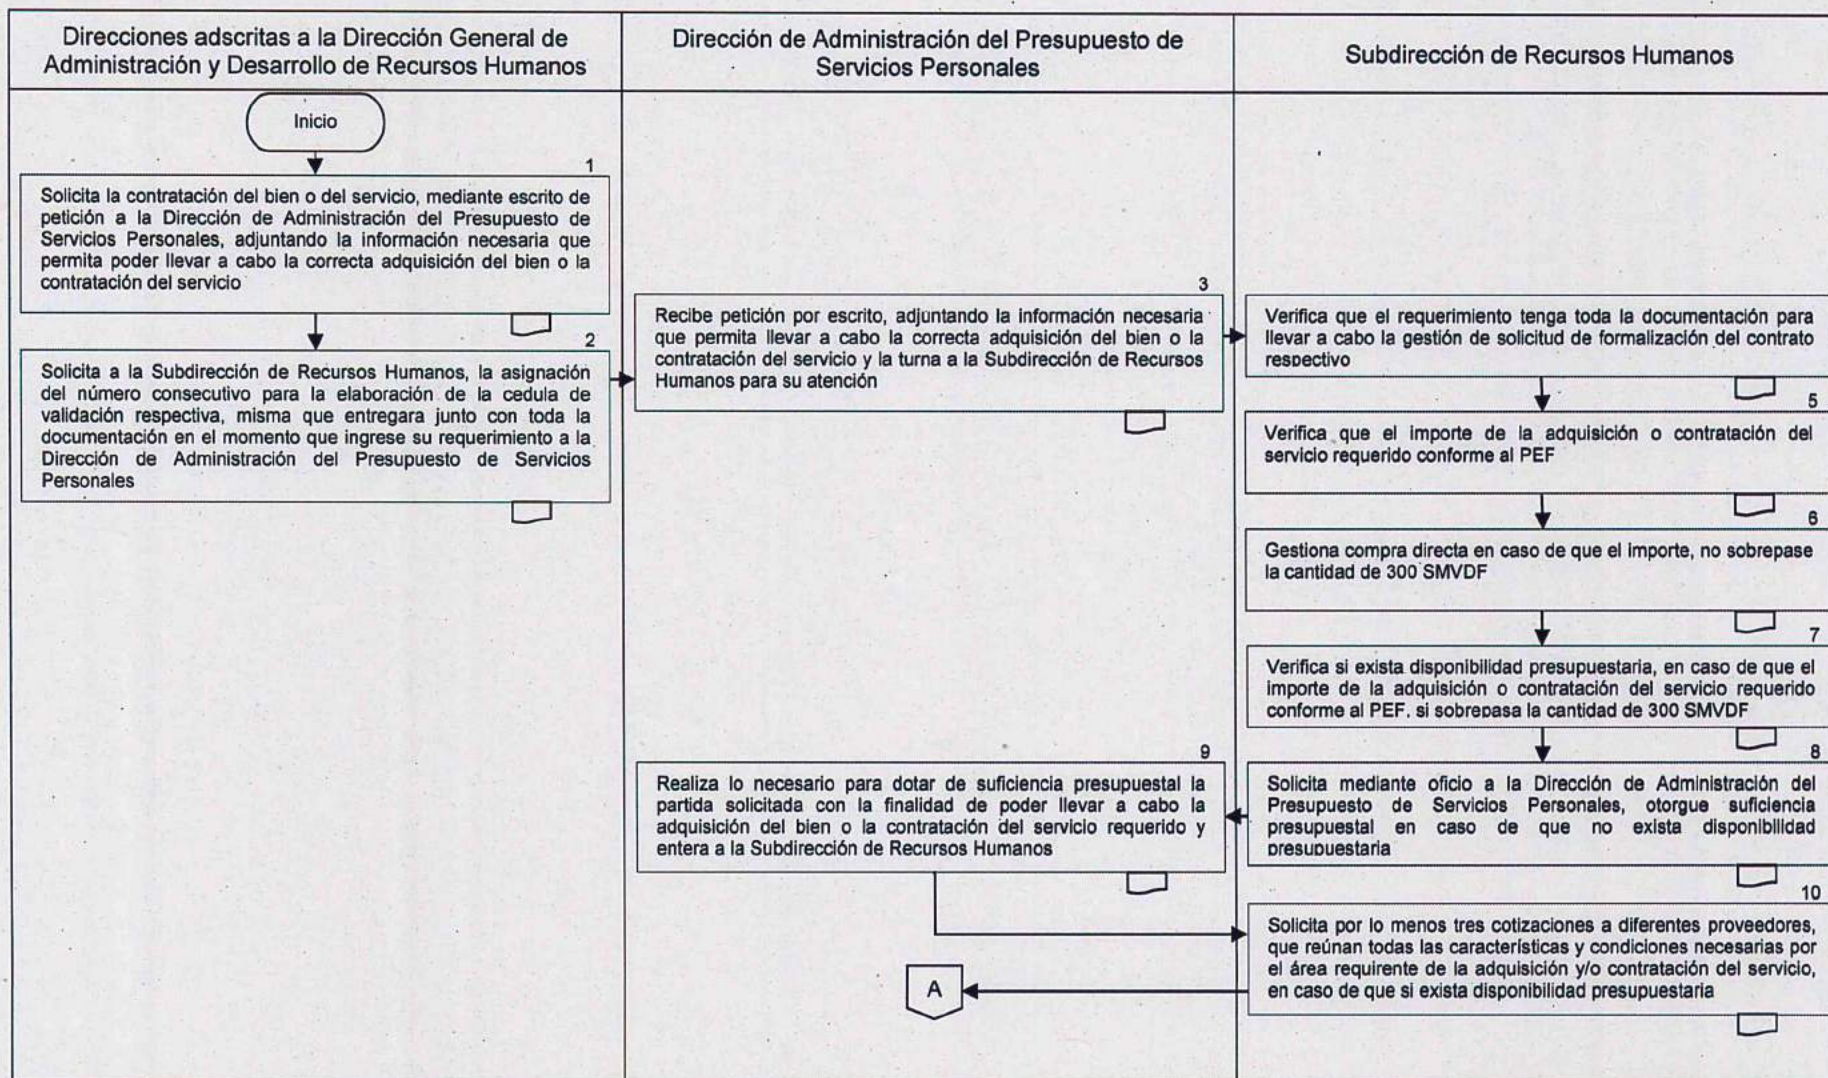 Direcciones adscritas a la Dirección General de
Administración y Desarrollo de Recursos Humanos
Dirección de Administración del Presupuesto de
Servicios Personales
Subdirección de Recursos Humanos
Inicio
1
Solicita la contratación del bien o del servicio, mediante escrito de
petición a la Dirección de Administración del Presupuesto de
Servicios Personales, adjuntando la información necesaria que
permita poder llevar a cabo la correcta adquisición del bien o la
contratación del servicio
2
Solicita a la Subdirección de Recursos Humanos, la asignación
del número consecutivo para la elaboración de la cedula de
validación respectiva, misma que entregara junto con toda la
documentación en el momento que ingrese su requerimiento a la
Dirección de Administración del Presupuesto de Servicios
Personales
3
Recibe petición por escrito, adjuntando la información necesaria
que permita llevar a cabo la correcta adquisición del bien o la
contratación del servicio y la turna a la Subdirección de Recursos
Humanos para su atención
Verifica que el requerimiento tenga toda la documentación para
llevar a cabo la gestión de solicitud de formalización del contrato
respectivo
5
Verifica que el importe de la adquisición o contratación del
servicio requerido conforme al PEF
6
Gestiona compra directa en caso de que el importe, no sobrepase
la cantidad de 300 SMVDF
7
Verifica si exista disponibilidad presupuestaria, en caso de que el
importe de la adquisición o contratación del servicio requerido
conforme al PEF, si sobrepasa la cantidad de 300 SMVDF
8
Solicita mediante oficio a la Dirección de Administración del
Presupuesto de Servicios Personales, otorgue suficiencia
presupuestal en caso de que no exista disponibilidad
presupuestaria
9
Realiza lo necesario para dotar de suficiencia presupuestal la
partida solicitada con la finalidad de poder llevar a cabo la
adquisición del bien o la contratación del servicio requerido y
entera a la Subdirección de Recursos Humanos
10
Solicita por lo menos tres cotizaciones a diferentes proveedores,
que reúnan todas las características y condiciones necesarias por
el área requirente de la adquisición y/o contratación del servicio,
en caso de que si exista disponibilidad presupuestaria
A